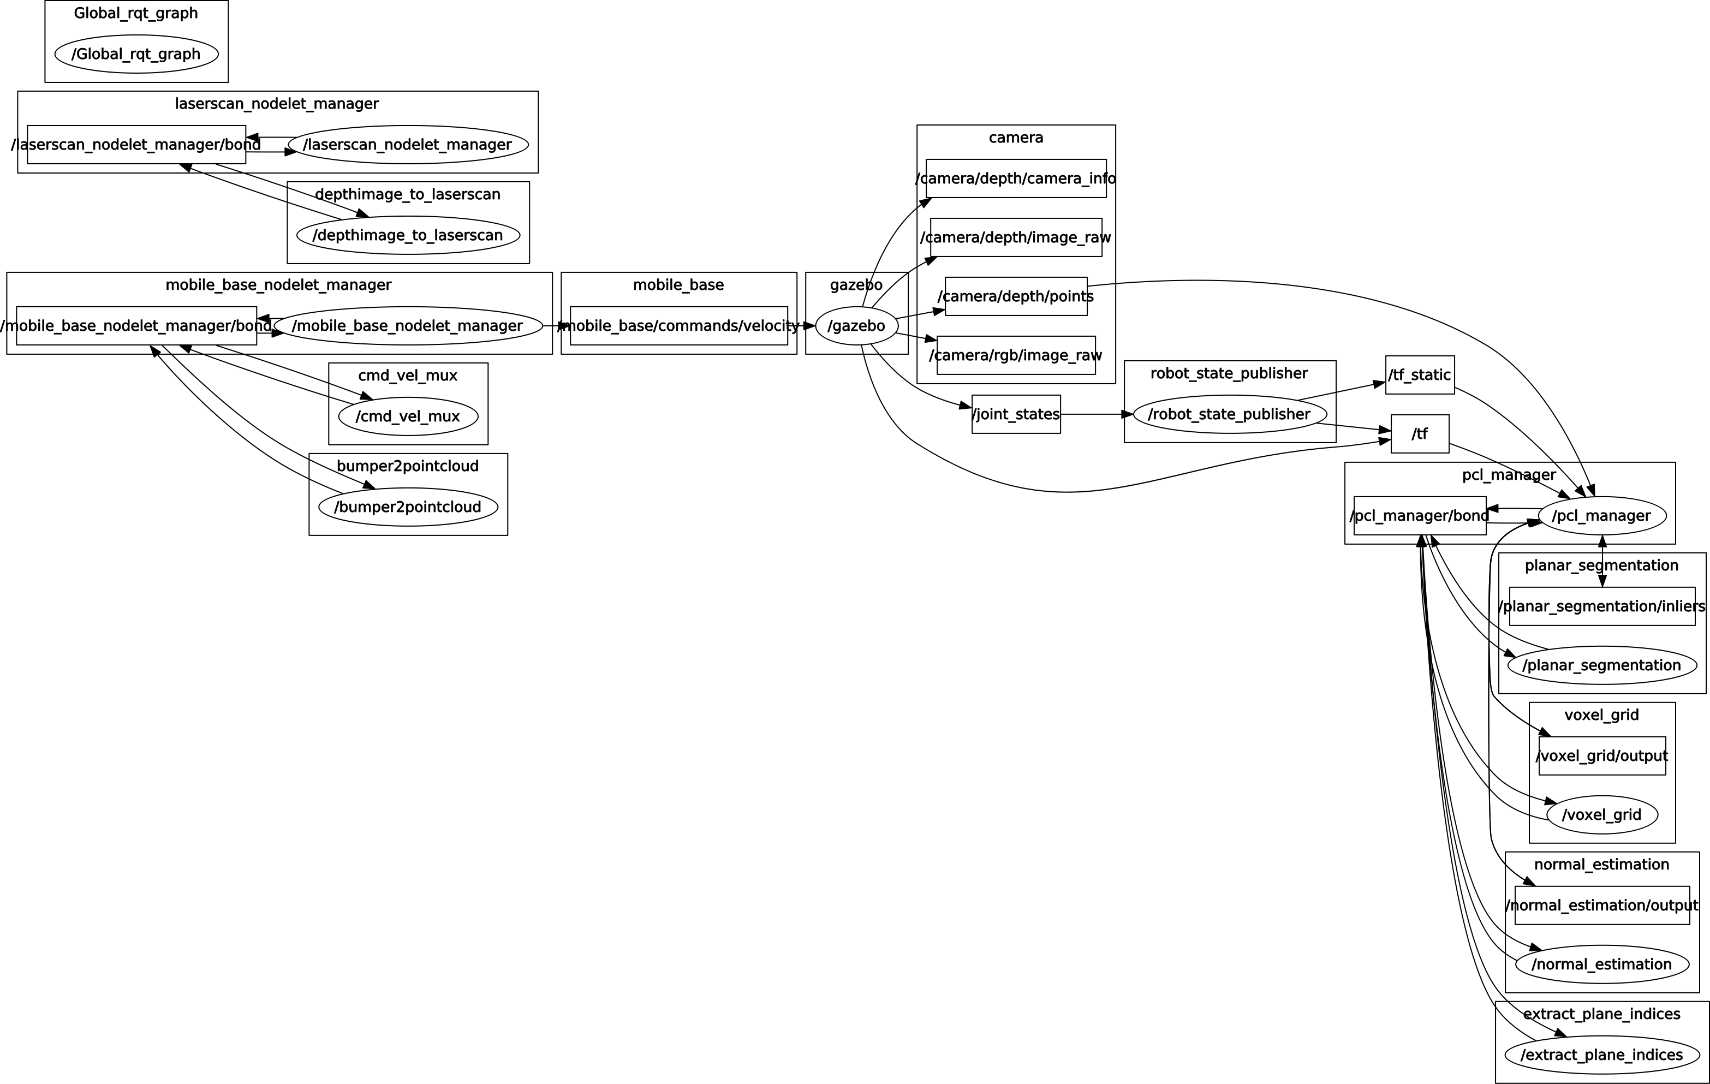 Global_rqt_graph
/Global_rqt_graph
laserscan_nodelet_manager
/laserscan_nodelet_manager/bond
/laserscan_nodelet_manager
depthimage_to_laserscan
/depthimage_to_laserscan
mobile_base_nodelet_manager
/mobile_base_nodelet_manager/bond
/mobile_base_nodelet_manager
cmd_vel_mux
/cmd_vel_mux
bumper2pointcloud
/bumper2pointcloud
mobile_base
/mobile_base/commands/velocity
gazebo
/gazebo
camera
/camera/depth/camera_info
/camera/depth/image_raw
/camera/depth/points
/camera/rgb/image_raw
/joint_states
robot_state_publisher
/robot_state_publisher
/tf_static
/tf
pcl_manager
/pcl_manager/bond
/pcl_manager
planar_segmentation
/planar_segmentation/inliers
/planar_segmentation
voxel_grid
/voxel_grid/output
/voxel_grid
normal_estimation
/normal_estimation/output
/normal_estimation
extract_plane_indices
/extract_plane_indices